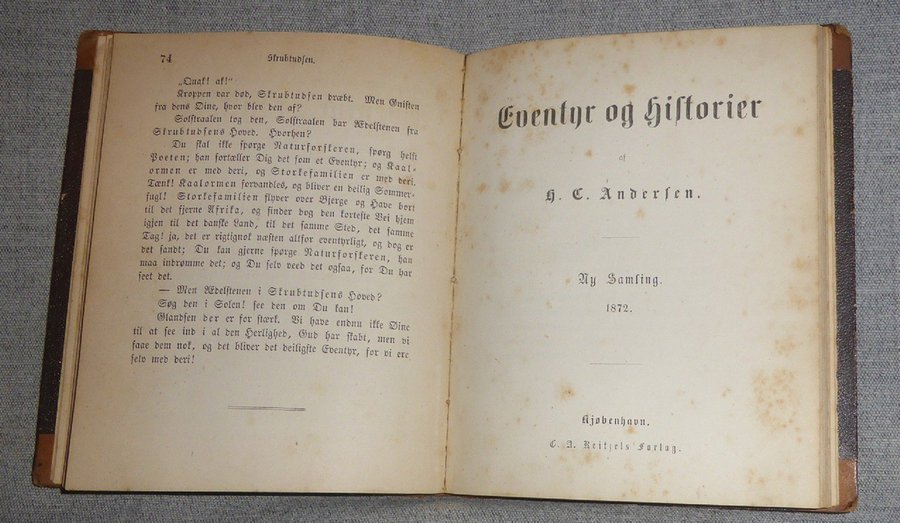 74 Skrubtudsen.
„Quak! ak!“
Kroppen var død, Skrubtudsen dræbt. Men Gnisten
fra dens Øine, hvor blev den af?
Solstraalen tog den, Solstraalen bar Ædelstenen fra
Skrubtudsens Hoved. Hvorhen?
Du skal ikke spørge Naturforskeren, spørg helst
Poeten; han fortæller Dig det som et Eventyr; og Kaal-
ormen er med deri, og Storkefamilien er med deri.
Tænk! Kaalormen forvandles, og bliver en deilig Sommer-
fugl! Storkefamilien flyver over Bjerge og Have bort
til det fjerne Afrika, og finder dog den korteste Vei hjem
igjen til det danske Land, til det samme Sted, det samme
Tag! ja, det er rigtignok næsten altfor eventyrligt, og dog er
det sandt; Du kan gjerne spørge Naturforskeren, han
maa indrømme det; og Du selv veed det ogsaa, for Du har
seet det.
— Men Ædelstenen i Skrubtudsens Hoved?
Søg den i Solen! see den om Du kan!
Glandsen der er for stærk. Vi have endnu ikke Øine
til at see ind i al den Herlighed, Gud har skabt, men vi
faae dem nok, og det bliver det deiligste Eventyr, for vi ere
selv med deri!
Eventyr og Historier
af
H. C. Andersen.
Ny Samling.
1872.
Kjøbenhavn.
C. A. Reitzels Forlag.